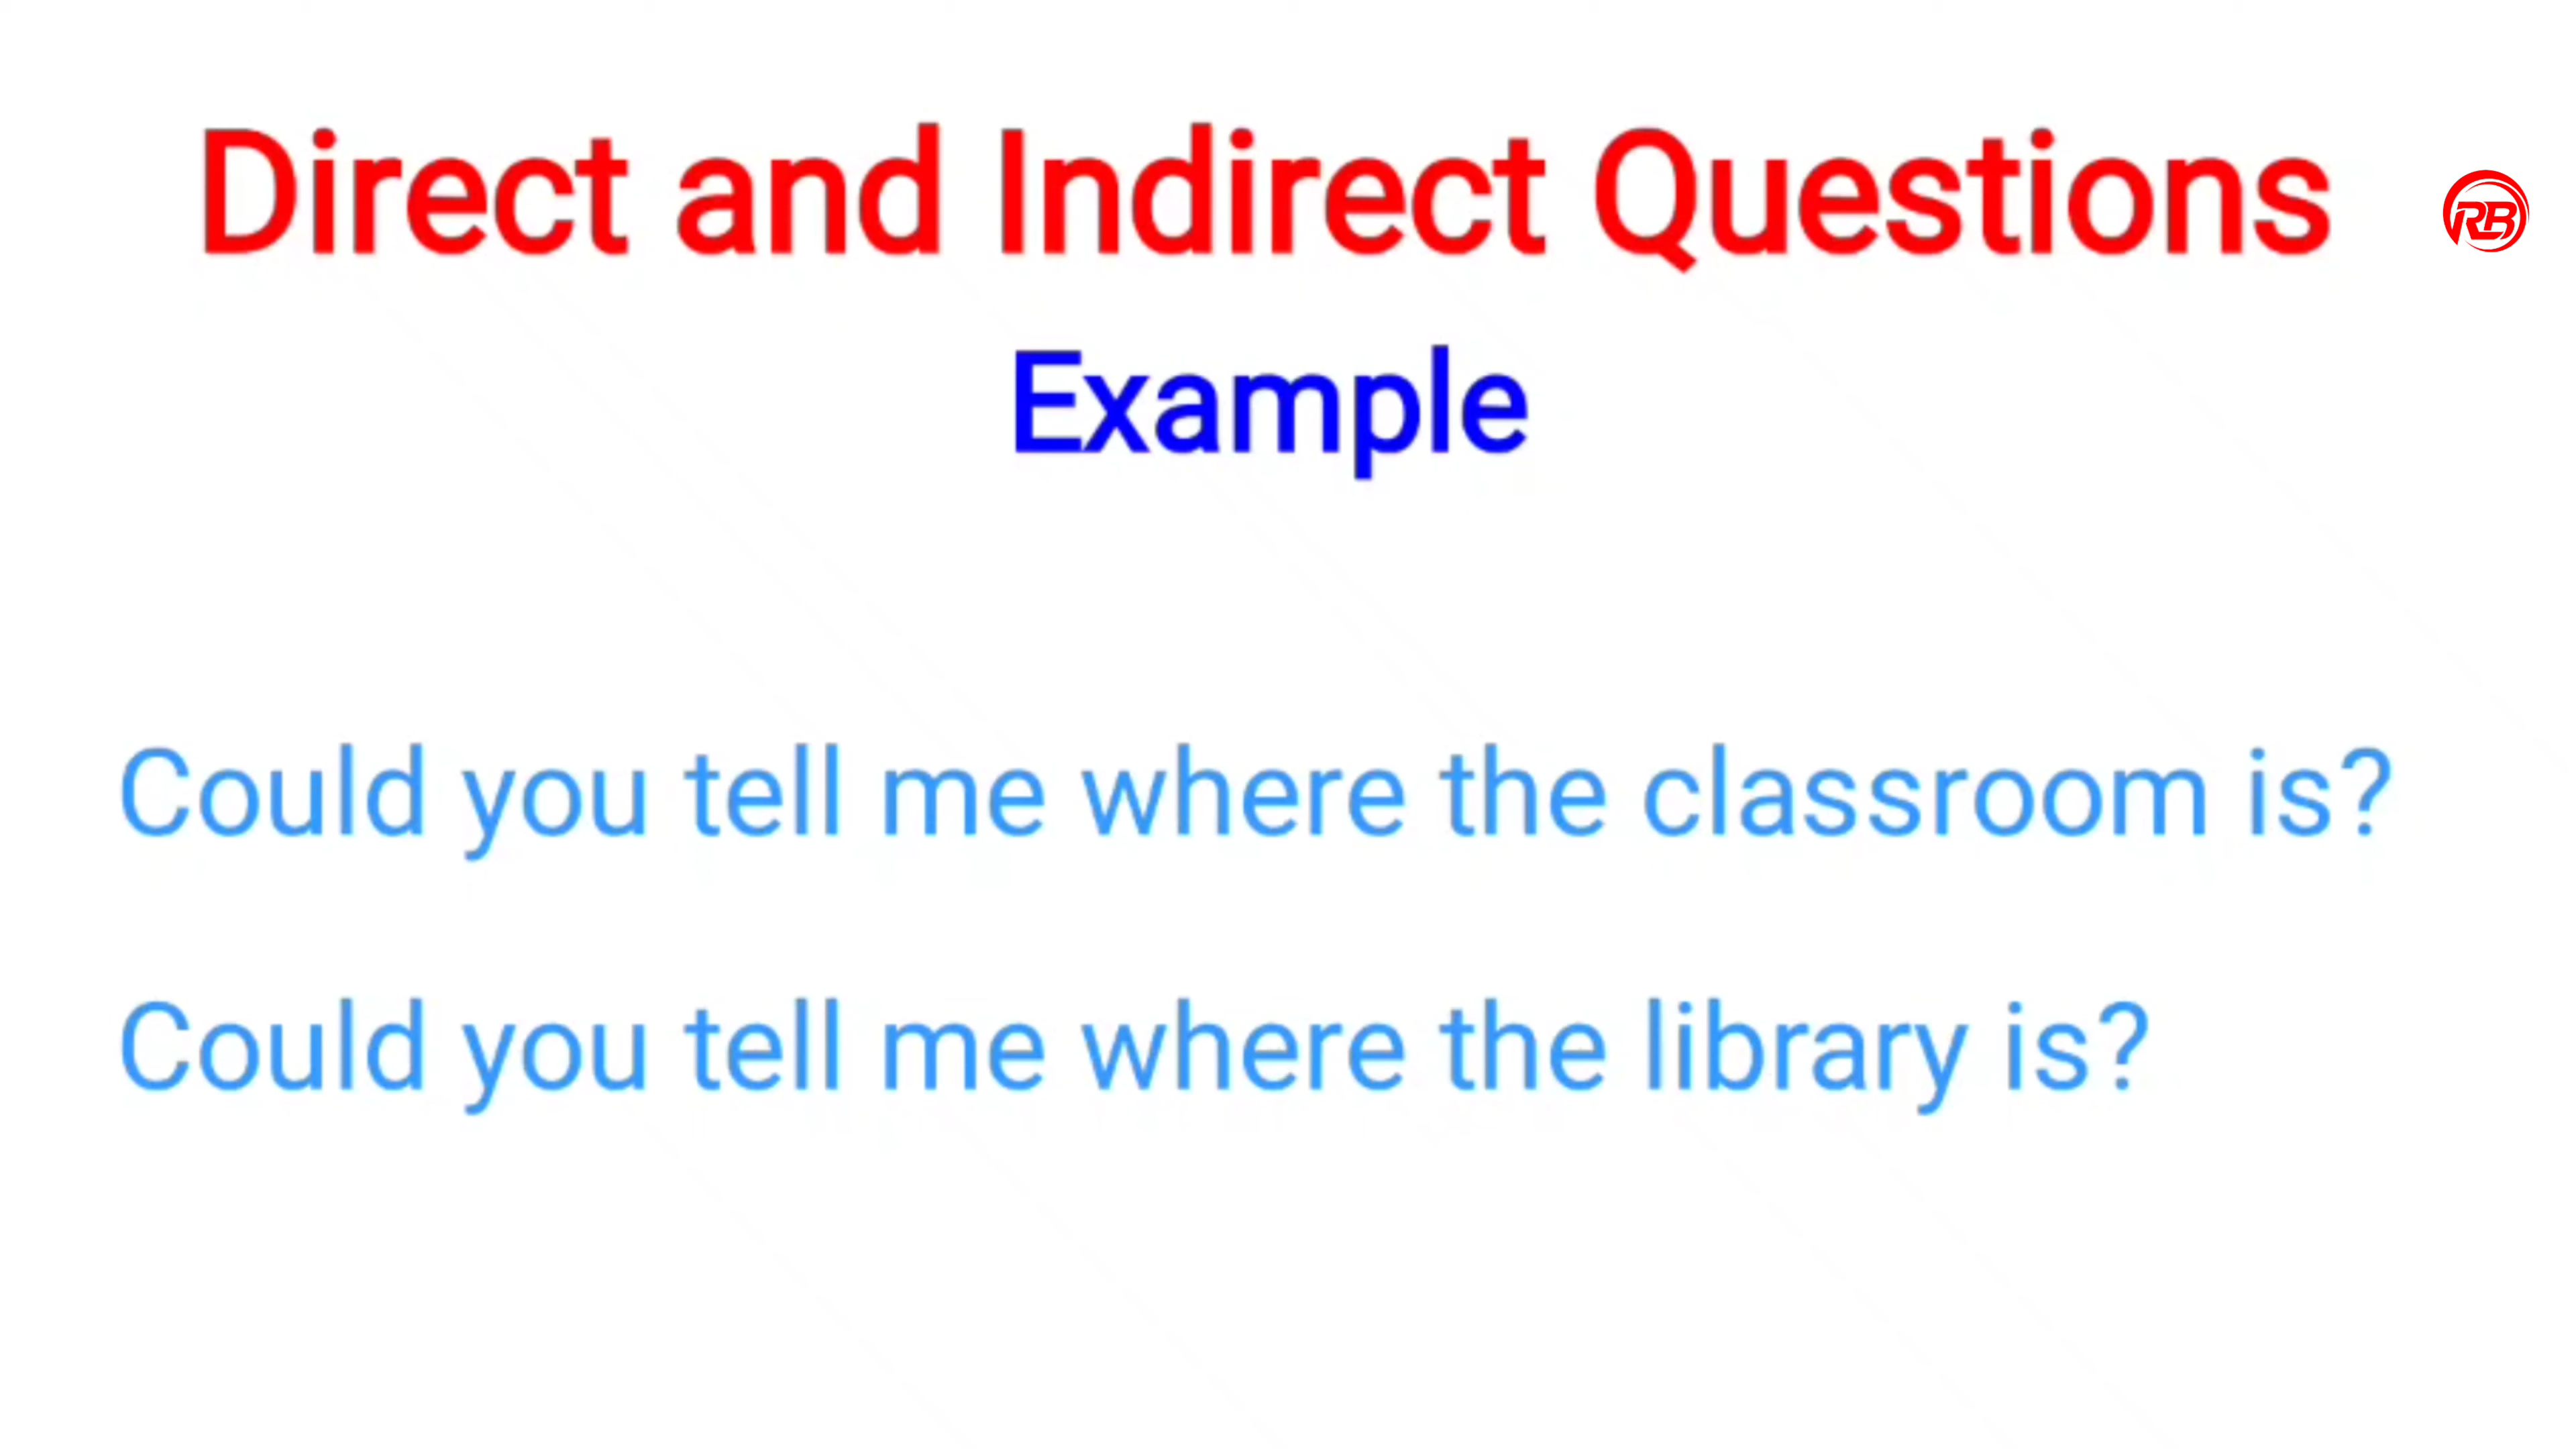 Direct and Indirect Questions
RB
Example
Could you tell me where the classroom is?
Could you tell me where the library is?